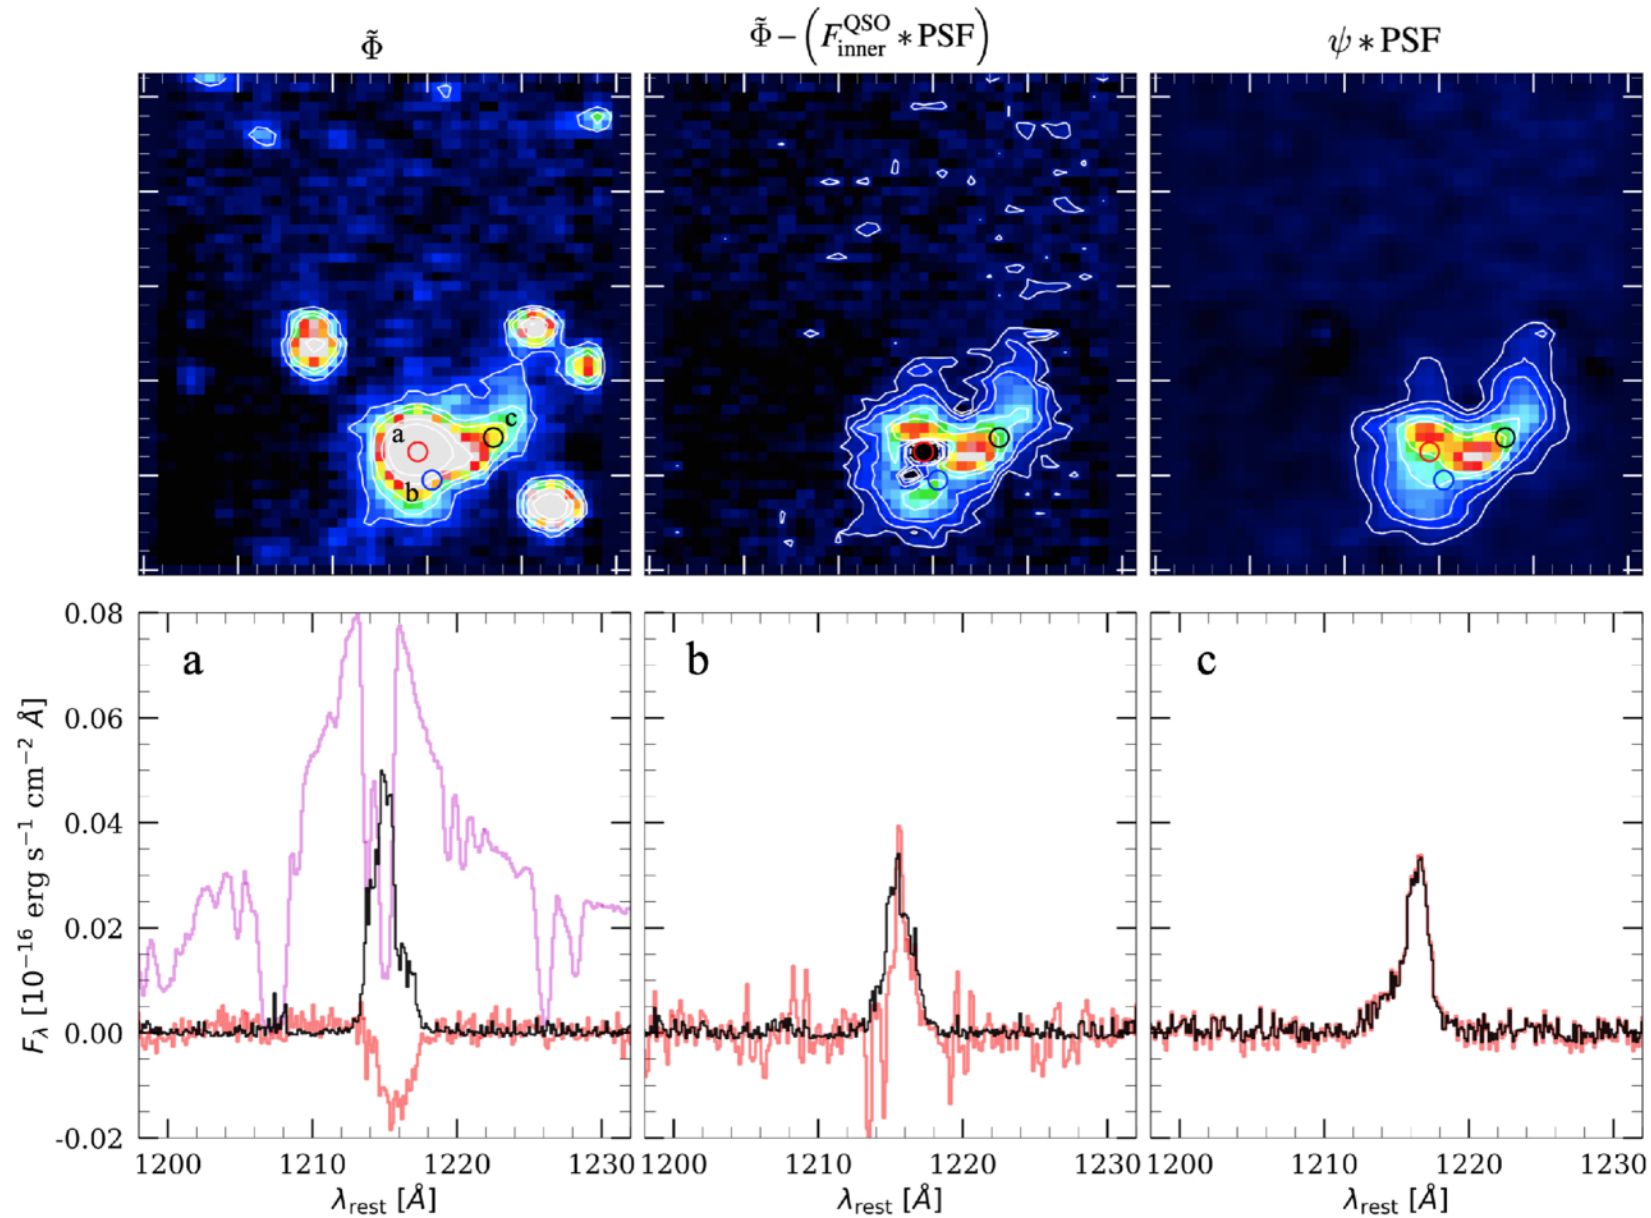 Φ̃
Φ̃ − (F^QSO_inner ∗ PSF)
ψ ∗ PSF
a
b
c
a
b
c
0.08
0.06
0.04
0.02
0.00
-0.02
F_λ [10⁻¹⁶ erg s⁻¹ cm⁻² Å]
1200 1210 1220 1230
1200 1210 1220 1230
1200 1210 1220 1230
λ_rest [Å]
λ_rest [Å]
λ_rest [Å]